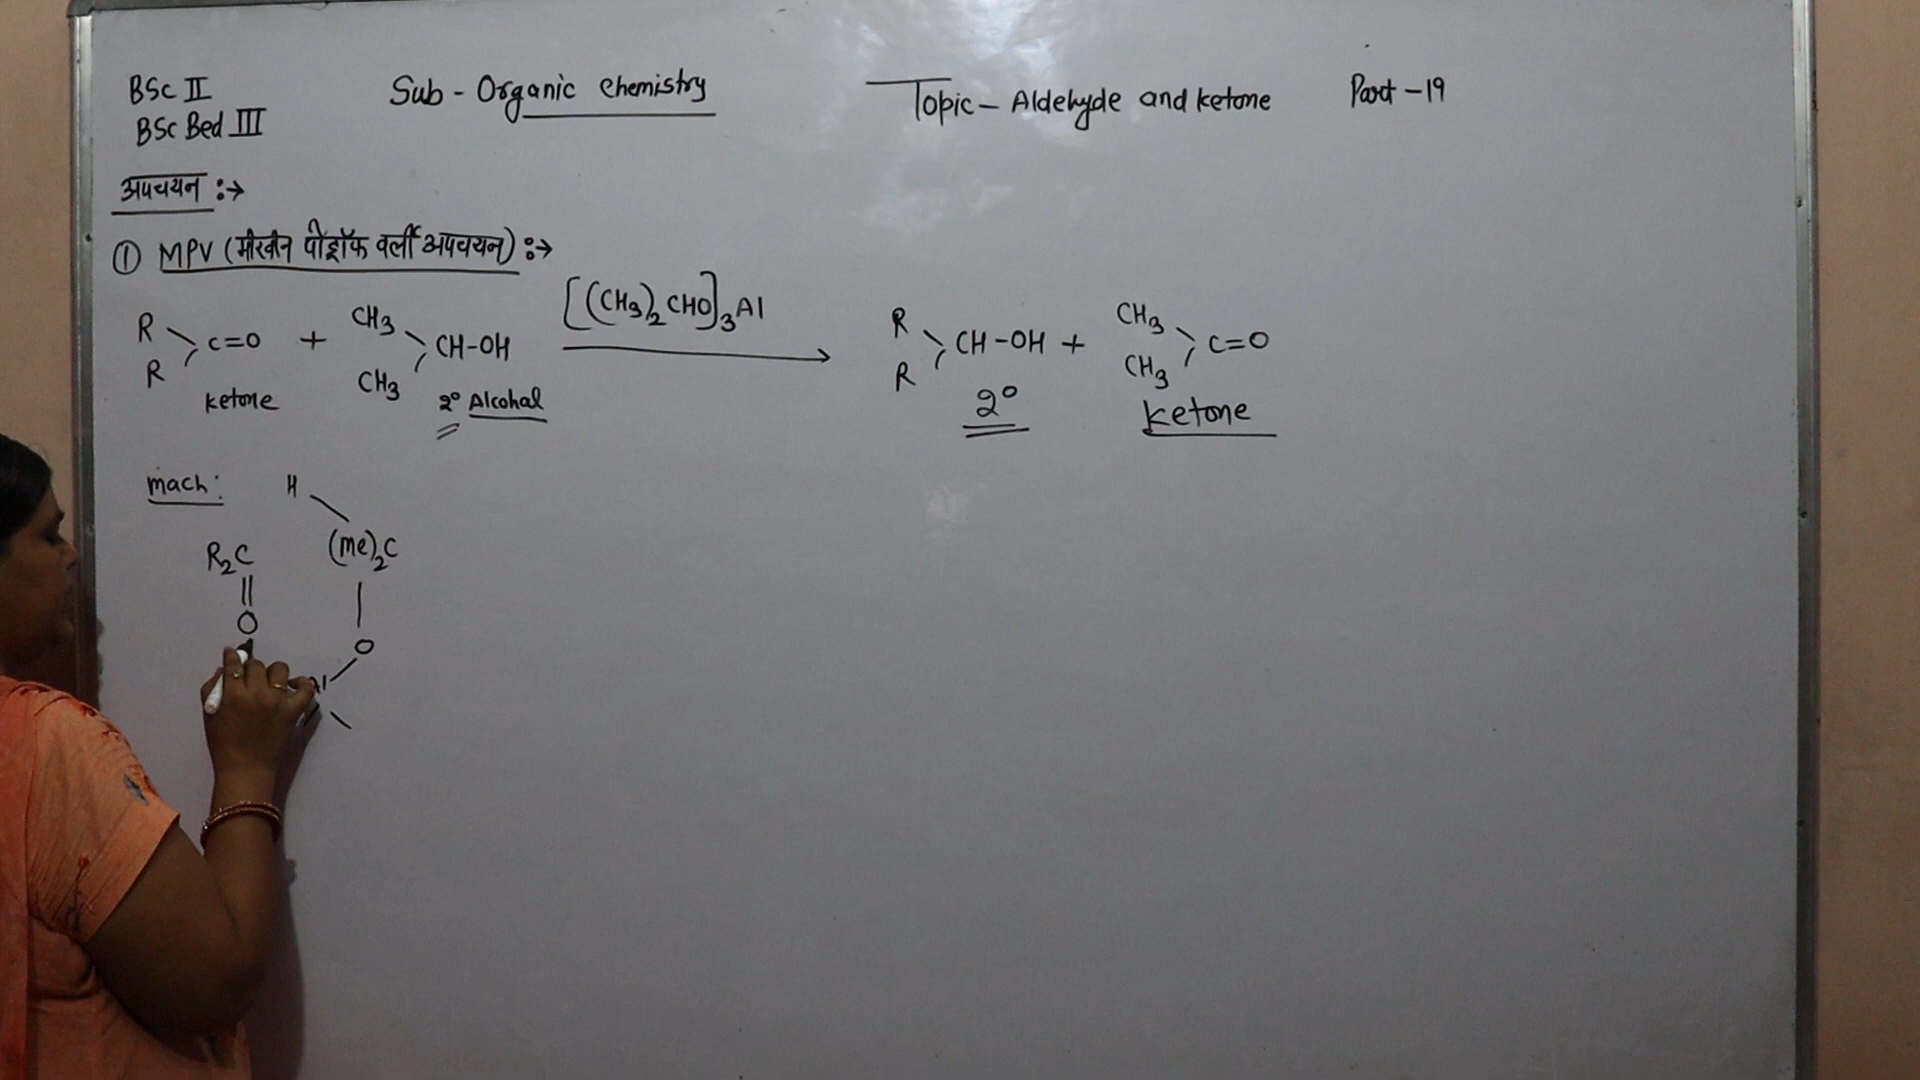 BSc II Sub - Organic chemistry Topic - Aldehyde and ketone Part - 19
BSc Bed III
अपचयन :→
① MPV (मीरवीन पोंड्रॉफ वर्ली अपचयन) :→
[(CH3)2 CHO]3 Al
R CH3 R CH3
C=O + CH-OH → CH-OH + C=O
R CH3 R CH3
ketone 2° Alcohal 2° ketone
mach: H
R2C (me)2C
O O
Al